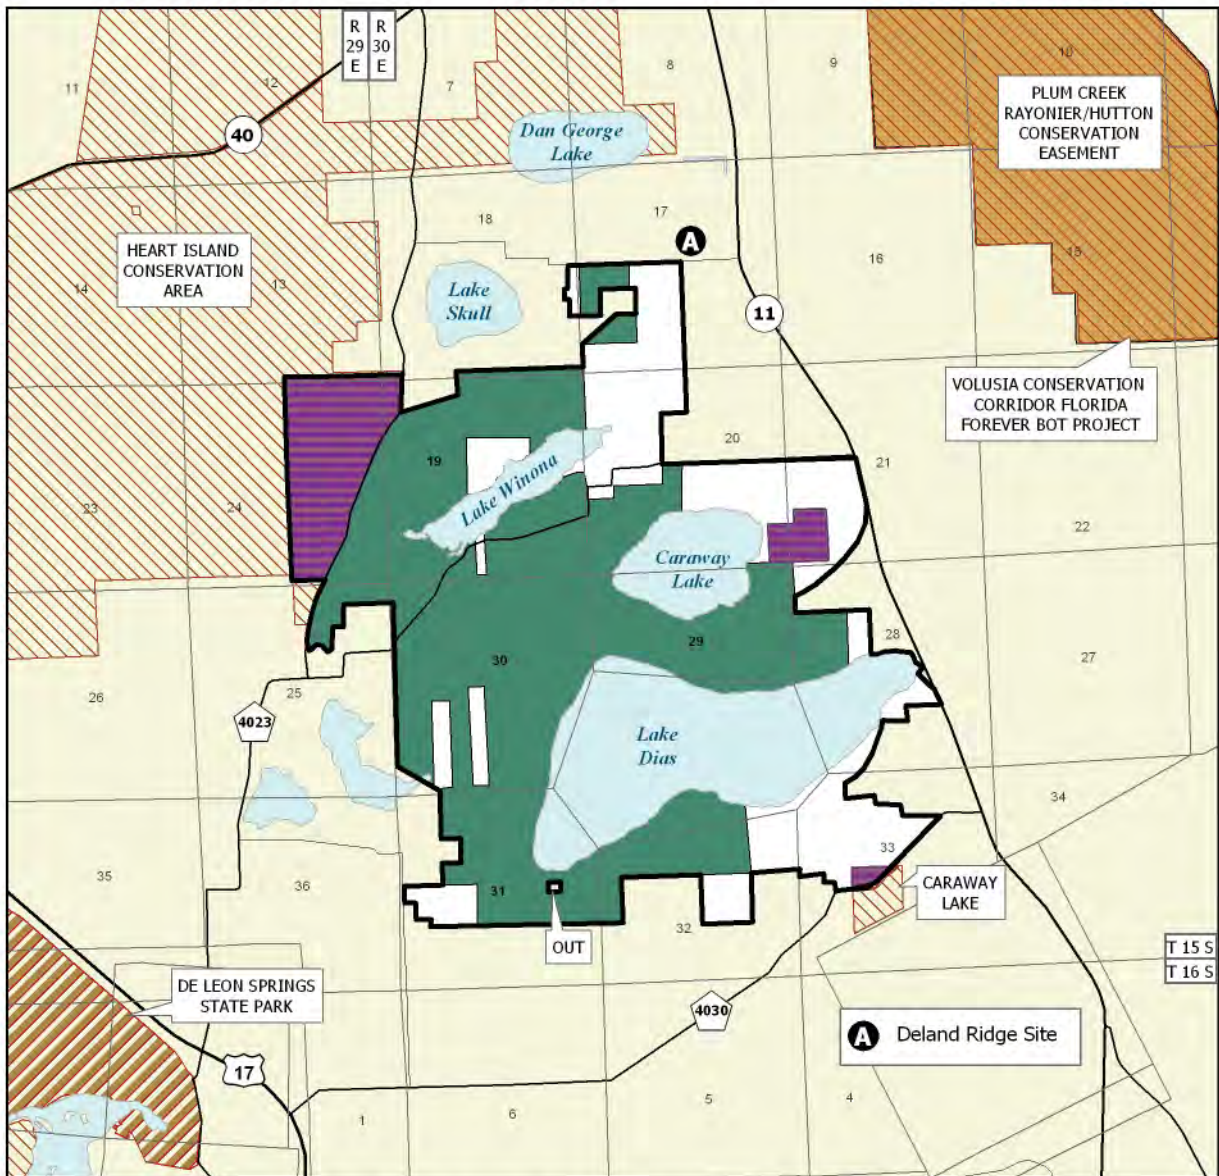 R
29
E
R
30
E
10
11
12
7
8
9
PLUM CREEK
RAYONIER/HUTTON
CONSERVATION
EASEMENT
40
Dan George
Lake
18
17
A
16
15
HEART ISLAND
CONSERVATION
AREA
14
13
Lake
Skull
11
VOLUSIA CONSERVATION
CORRIDOR FLORIDA
FOREVER BOT PROJECT
19
20
21
Lake Winona
23
24
22
Caraway
Lake
29
28
30
27
26
25
4023
Lake
Dias
34
33
35
36
31
CARAWAY
LAKE
32
OUT
T 15 S
T 16 S
DE LEON SPRINGS
STATE PARK
4030
A Deland Ridge Site
17
1
6
5
4